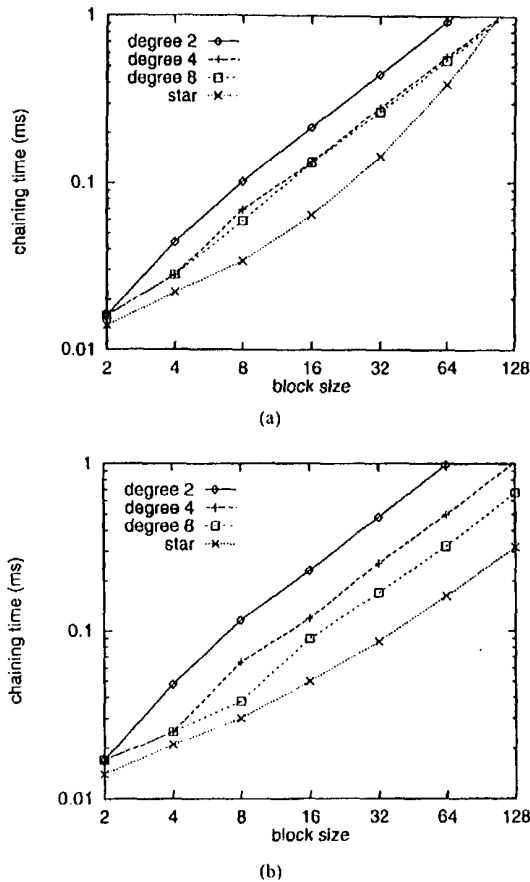 1
degree 2
degree 4
degree 8
star
0.1
chaining time (ms)
0.01
2 4 8 16 32 64 128
block size
(a)
1
degree 2
degree 4
degree 8
star
0.1
chaining time (ms)
0.01
2 4 8 16 32 64 128
block size
(b)